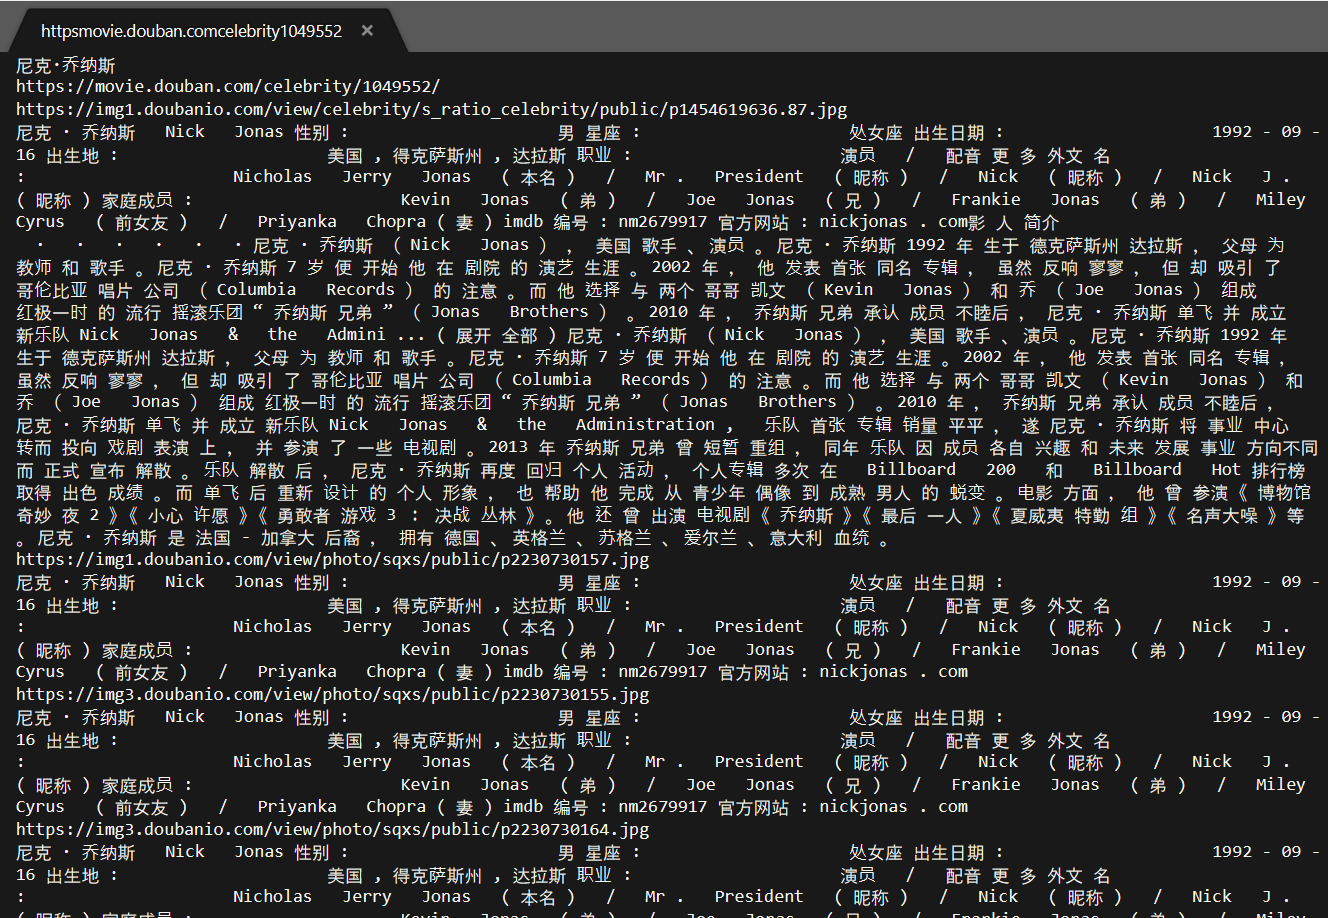 httpsmovie.douban.comcelebrity1049552 ×
尼克·乔纳斯
https://movie.douban.com/celebrity/1049552/
https://img1.doubanio.com/view/celebrity/s_ratio_celebrity/public/p1454619636.87.jpg
尼克 · 乔纳斯 Nick Jonas 性别 : 男 星座 : 处女座 出生日期 : 1992 - 09 -
16 出生地 : 美国 , 得克萨斯州 , 达拉斯 职业 : 演员 / 配音 更 多 外文 名
: Nicholas Jerry Jonas ( 本名 ) / Mr . President ( 昵称 ) / Nick ( 昵称 ) / Nick J .
( 昵称 ) 家庭成员 : Kevin Jonas ( 弟 ) / Joe Jonas ( 兄 ) / Frankie Jonas ( 弟 ) / Miley
Cyrus ( 前女友 ) / Priyanka Chopra ( 妻 ) imdb 编号 : nm2679917 官方网站 : nickjonas . com影 人 简介
· · · · · · 尼克 · 乔纳斯 ( Nick Jonas ) , 美国 歌手 、演员 。尼克 · 乔纳斯 1992 年 生于 德克萨斯州 达拉斯 , 父母 为
教师 和 歌手 。尼克 · 乔纳斯 7 岁 便 开始 他 在 剧院 的 演艺 生涯 。2002 年 , 他 发表 首张 同名 专辑 , 虽然 反响 寥寥 , 但 却 吸引 了
哥伦比亚 唱片 公司 ( Columbia Records ) 的 注意 。而 他 选择 与 两个 哥哥 凯文 ( Kevin Jonas ) 和 乔 ( Joe Jonas ) 组成
红极一时 的 流行 摇滚乐团 “ 乔纳斯 兄弟 ” ( Jonas Brothers ) 。2010 年 , 乔纳斯 兄弟 承认 成员 不睦后 , 尼克 · 乔纳斯 单飞 并 成立
新乐队 Nick Jonas & the Admini ... ( 展开 全部 ) 尼克 · 乔纳斯 ( Nick Jonas ) , 美国 歌手 、演员 。尼克 · 乔纳斯 1992 年
生于 德克萨斯州 达拉斯 , 父母 为 教师 和 歌手 。尼克 · 乔纳斯 7 岁 便 开始 他 在 剧院 的 演艺 生涯 。2002 年 , 他 发表 首张 同名 专辑 ,
虽然 反响 寥寥 , 但 却 吸引 了 哥伦比亚 唱片 公司 ( Columbia Records ) 的 注意 。而 他 选择 与 两个 哥哥 凯文 ( Kevin Jonas ) 和
乔 ( Joe Jonas ) 组成 红极一时 的 流行 摇滚乐团 “ 乔纳斯 兄弟 ” ( Jonas Brothers ) 。2010 年 , 乔纳斯 兄弟 承认 成员 不睦后 ,
尼克 · 乔纳斯 单飞 并 成立 新乐队 Nick Jonas & the Administration , 乐队 首张 专辑 销量 平平 , 遂 尼克 · 乔纳斯 将 事业 中心
转而 投向 戏剧 表演 上 , 并 参演 了 一些 电视剧 。2013 年 乔纳斯 兄弟 曾 短暂 重组 , 同年 乐队 因 成员 各自 兴趣 和 未来 发展 事业 方向不同
而 正式 宣布 解散 。乐队 解散 后 , 尼克 · 乔纳斯 再度 回归 个人 活动 , 个人专辑 多次 在 Billboard 200 和 Billboard Hot 排行榜
取得 出色 成绩 。而 单飞 后 重新 设计 的 个人 形象 , 也 帮助 他 完成 从 青少年 偶像 到 成熟 男人 的 蜕变 。电影 方面 , 他 曾 参演《 博物馆
奇妙 夜 2 》《 小心 许愿 》《 勇敢者 游戏 3 : 决战 丛林 》。他 还 曾 出演 电视剧《 乔纳斯 》《 最后 一人 》《 夏威夷 特勤 组 》《 名声大噪 》等
。尼克 · 乔纳斯 是 法国 - 加拿大 后裔 , 拥有 德国 、英格兰 、苏格兰 、爱尔兰 、意大利 血统 。
https://img1.doubanio.com/view/photo/sqxs/public/p2230730157.jpg
尼克 · 乔纳斯 Nick Jonas 性别 : 男 星座 : 处女座 出生日期 : 1992 - 09 -
16 出生地 : 美国 , 得克萨斯州 , 达拉斯 职业 : 演员 / 配音 更 多 外文 名
: Nicholas Jerry Jonas ( 本名 ) / Mr . President ( 昵称 ) / Nick ( 昵称 ) / Nick J .
( 昵称 ) 家庭成员 : Kevin Jonas ( 弟 ) / Joe Jonas ( 兄 ) / Frankie Jonas ( 弟 ) / Miley
Cyrus ( 前女友 ) / Priyanka Chopra ( 妻 ) imdb 编号 : nm2679917 官方网站 : nickjonas . com
https://img3.doubanio.com/view/photo/sqxs/public/p2230730155.jpg
尼克 · 乔纳斯 Nick Jonas 性别 : 男 星座 : 处女座 出生日期 : 1992 - 09 -
16 出生地 : 美国 , 得克萨斯州 , 达拉斯 职业 : 演员 / 配音 更 多 外文 名
: Nicholas Jerry Jonas ( 本名 ) / Mr . President ( 昵称 ) / Nick ( 昵称 ) / Nick J .
( 昵称 ) 家庭成员 : Kevin Jonas ( 弟 ) / Joe Jonas ( 兄 ) / Frankie Jonas ( 弟 ) / Miley
Cyrus ( 前女友 ) / Priyanka Chopra ( 妻 ) imdb 编号 : nm2679917 官方网站 : nickjonas . com
https://img3.doubanio.com/view/photo/sqxs/public/p2230730164.jpg
尼克 · 乔纳斯 Nick Jonas 性别 : 男 星座 : 处女座 出生日期 : 1992 - 09 -
16 出生地 : 美国 , 得克萨斯州 , 达拉斯 职业 : 演员 / 配音 更 多 外文 名
: Nicholas Jerry Jonas ( 本名 ) / Mr . President ( 昵称 ) / Nick ( 昵称 ) / Nick J .
( 昵称 ) 家庭成员 : Kevin Jonas ( 弟 ) / Joe Jonas ( 兄 ) / Frankie Jonas ( 弟 ) / Miley